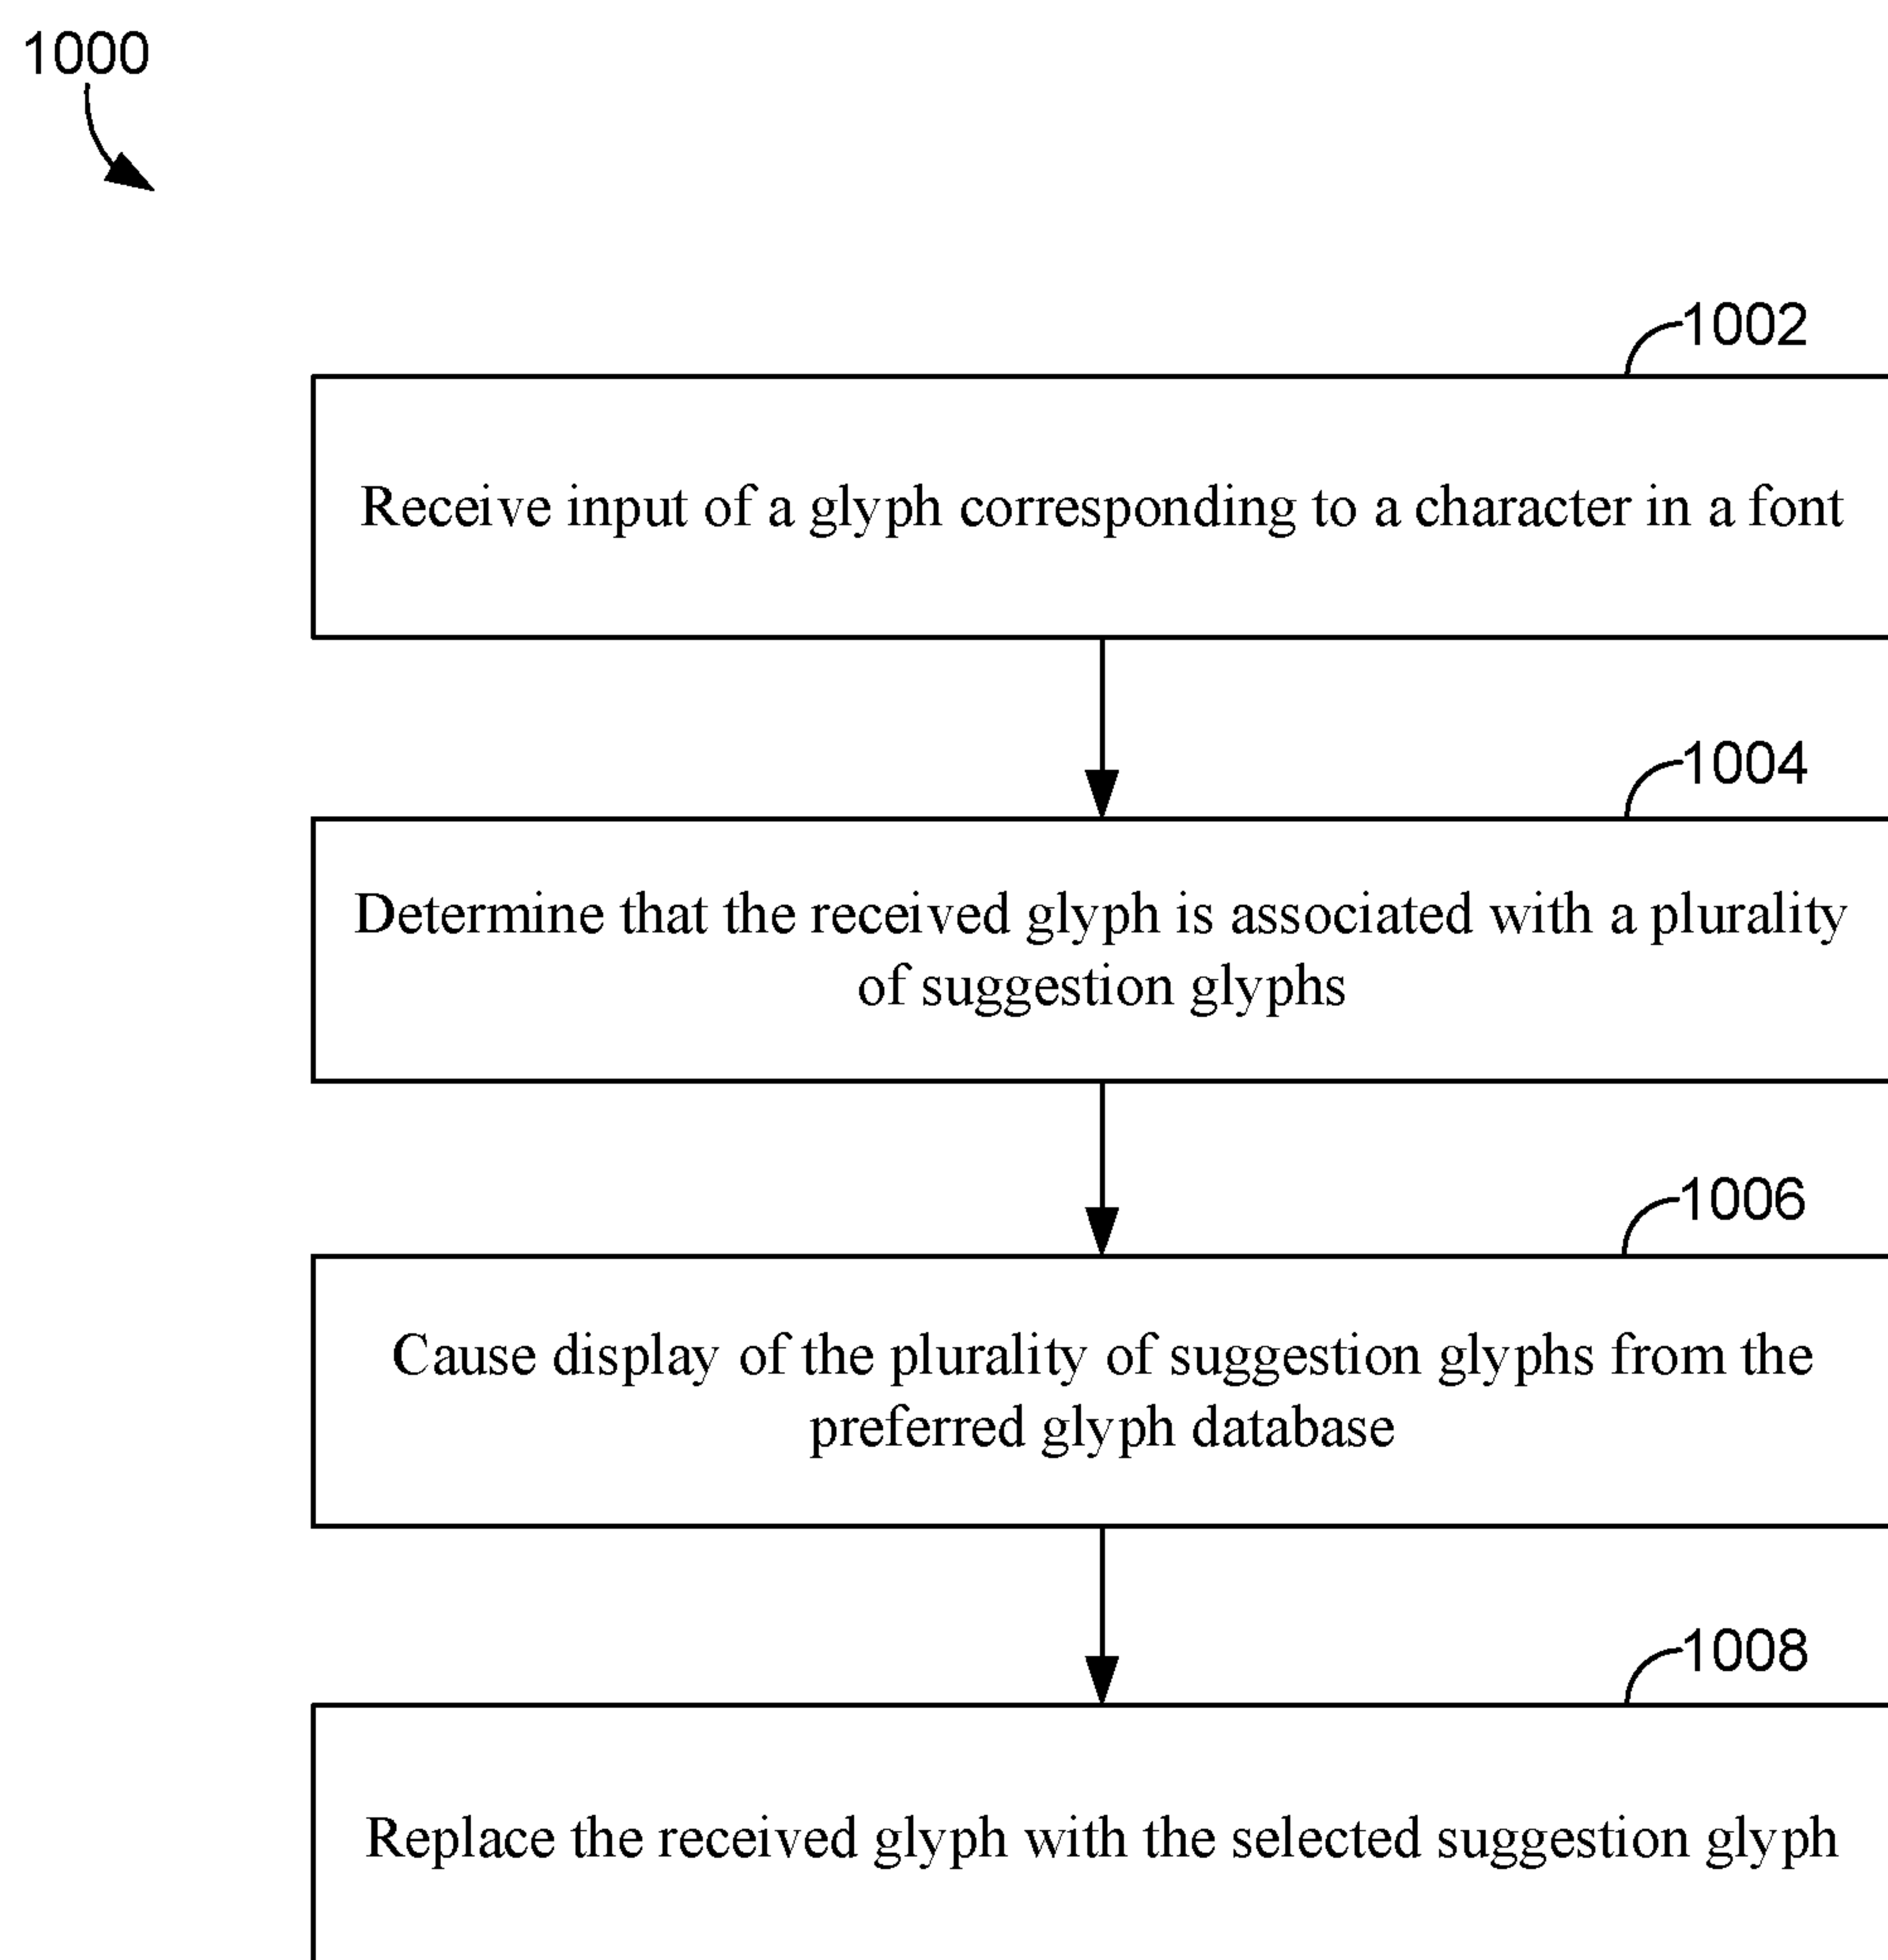 1000
1002
Receive input of a glyph corresponding to a character in a font
1004
Determine that the received glyph is associated with a plurality
of suggestion glyphs
1006
Cause display of the plurality of suggestion glyphs from the
preferred glyph database
1008
Replace the received glyph with the selected suggestion glyph